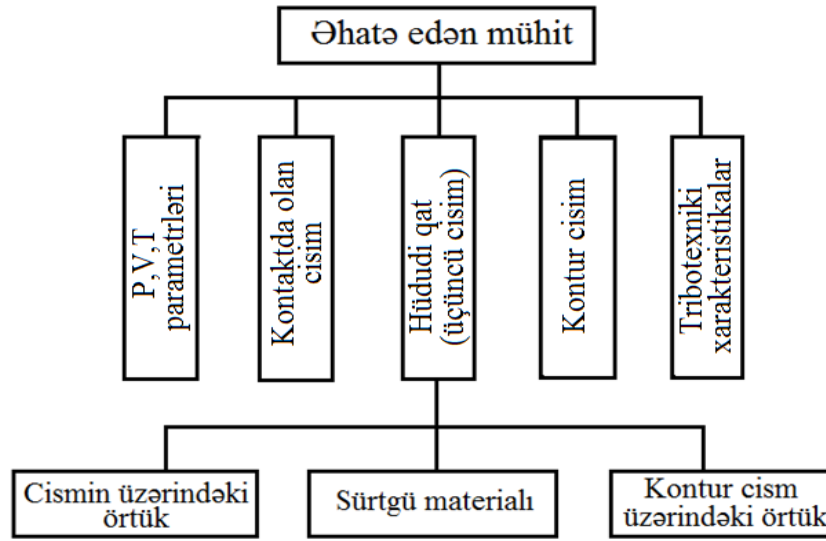 Əhatə edən mühit
P,V,T
parametrləri
Kontaktda olan
cisim
Hüdudi qat
(üçüncü cisim)
Kontur cisim
Tribotexniki
xarakteristikalar
Cismin üzərindəki
örtük
Sürtgü materialı
Kontur cism
üzərindəki örtük